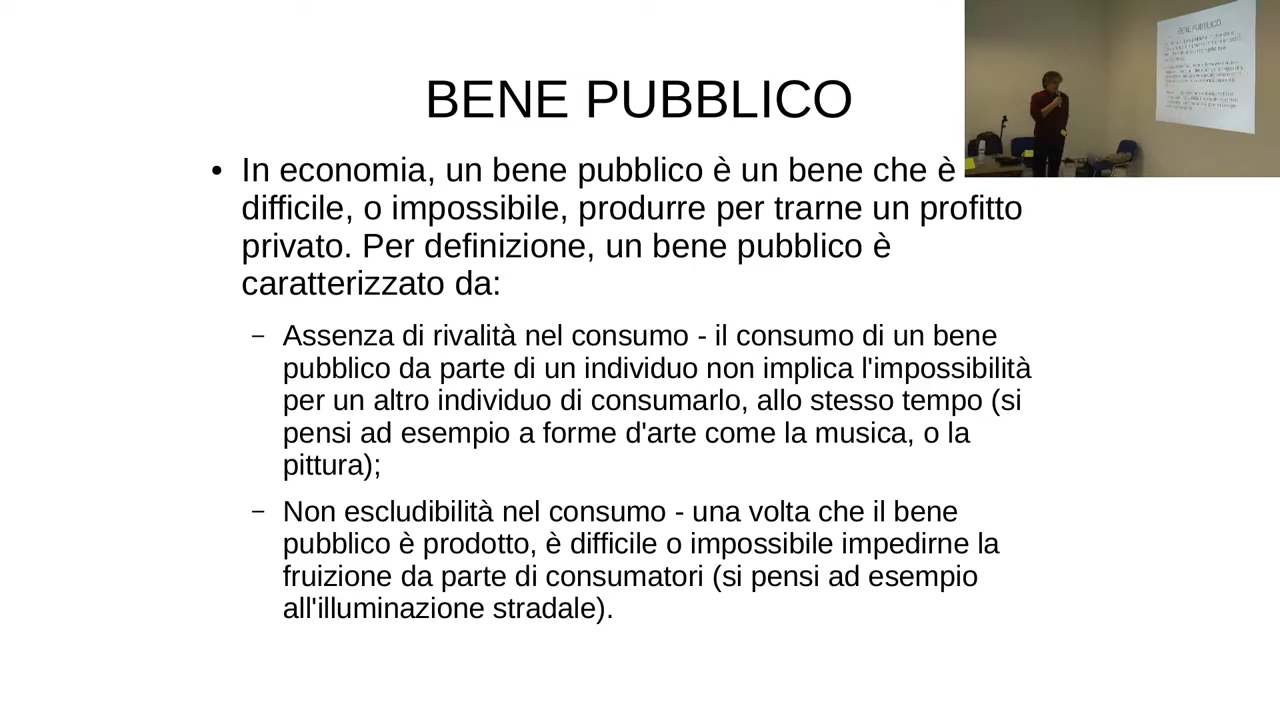 BENE PUBBLICO
• In economia, un bene pubblico è un bene che è
difficile, o impossibile, produrre per trarne un profitto
privato. Per definizione, un bene pubblico è
caratterizzato da:
– Assenza di rivalità nel consumo - il consumo di un bene
pubblico da parte di un individuo non implica l'impossibilità
per un altro individuo di consumarlo, allo stesso tempo (si
pensi ad esempio a forme d'arte come la musica, o la
pittura);
– Non escludibilità nel consumo - una volta che il bene
pubblico è prodotto, è difficile o impossibile impedirne la
fruizione da parte di consumatori (si pensi ad esempio
all'illuminazione stradale).
BENE PUBBLICO